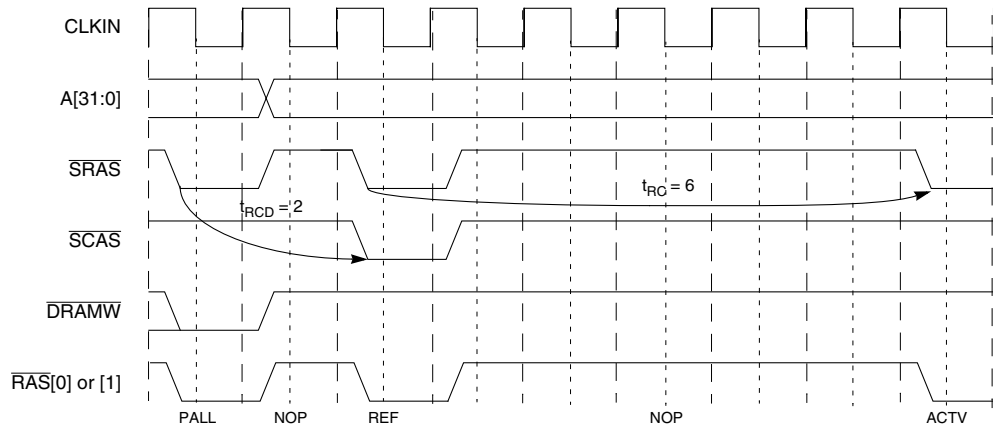 CLKIN
A[31:0]
SRAS
tRC = 6
tRCD = 2
SCAS
DRAMW
RAS[0] or [1]
PALL NOP REF NOP ACTV